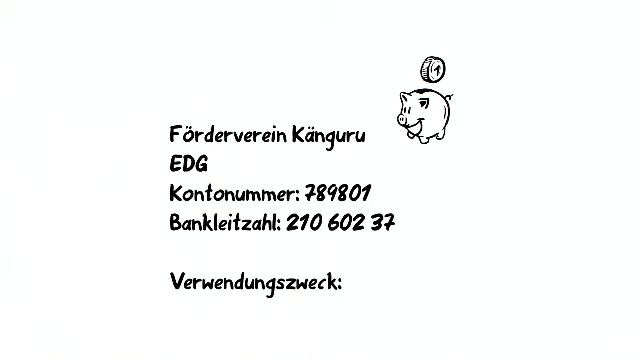 Förderverein Känguru
EDG
Kontonummer: 789801
Bankleitzahl: 210 602 37
Verwendungszweck: